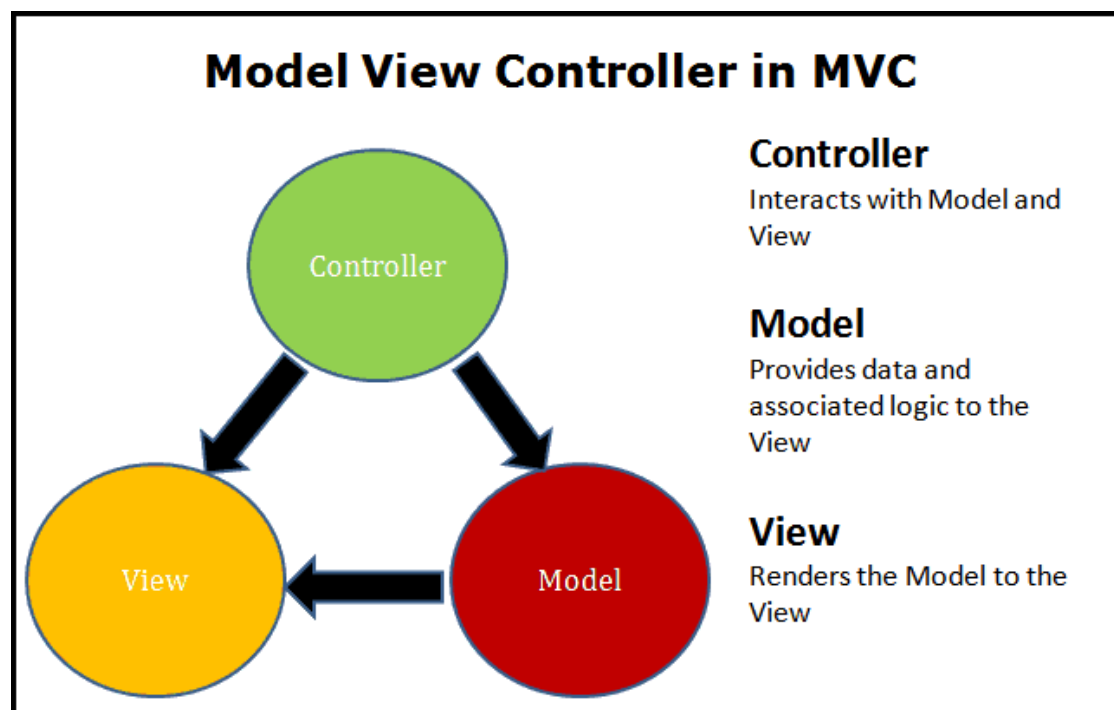 Model View Controller in MVC
Controller
View
Model
Controller
Interacts with Model and
View
Model
Provides data and
associated logic to the
View
View
Renders the Model to the
View